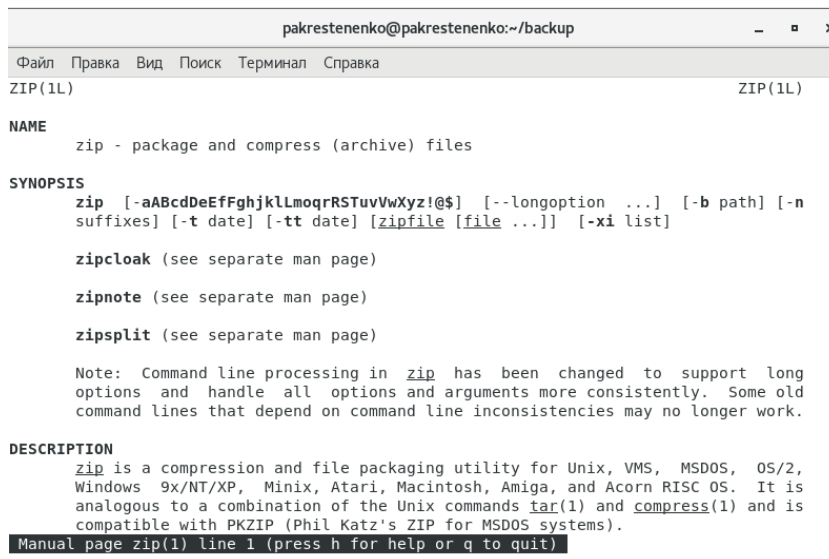 pakrestenenko@pakrestenenko:~/backup
Файл Правка Вид Поиск Терминал Справка
ZIP(1L) ZIP(1L)
NAME
zip - package and compress (archive) files
SYNOPSIS
zip [-aABcdDeEfFghjklLmoqrRSTuvVwXyz!@$] [--longoption ...] [-b path] [-n
suffixes] [-t date] [-tt date] [zipfile [file ...]] [-xi list]
zipcloak (see separate man page)
zipnote (see separate man page)
zipsplit (see separate man page)
Note: Command line processing in zip has been changed to support long
options and handle all options and arguments more consistently. Some old
command lines that depend on command line inconsistencies may no longer work.
DESCRIPTION
zip is a compression and file packaging utility for Unix, VMS, MSDOS, OS/2,
Windows 9x/NT/XP, Minix, Atari, Macintosh, Amiga, and Acorn RISC OS. It is
analogous to a combination of the Unix commands tar(1) and compress(1) and is
compatible with PKZIP (Phil Katz's ZIP for MSDOS systems).
Manual page zip(1) line 1 (press h for help or q to quit)